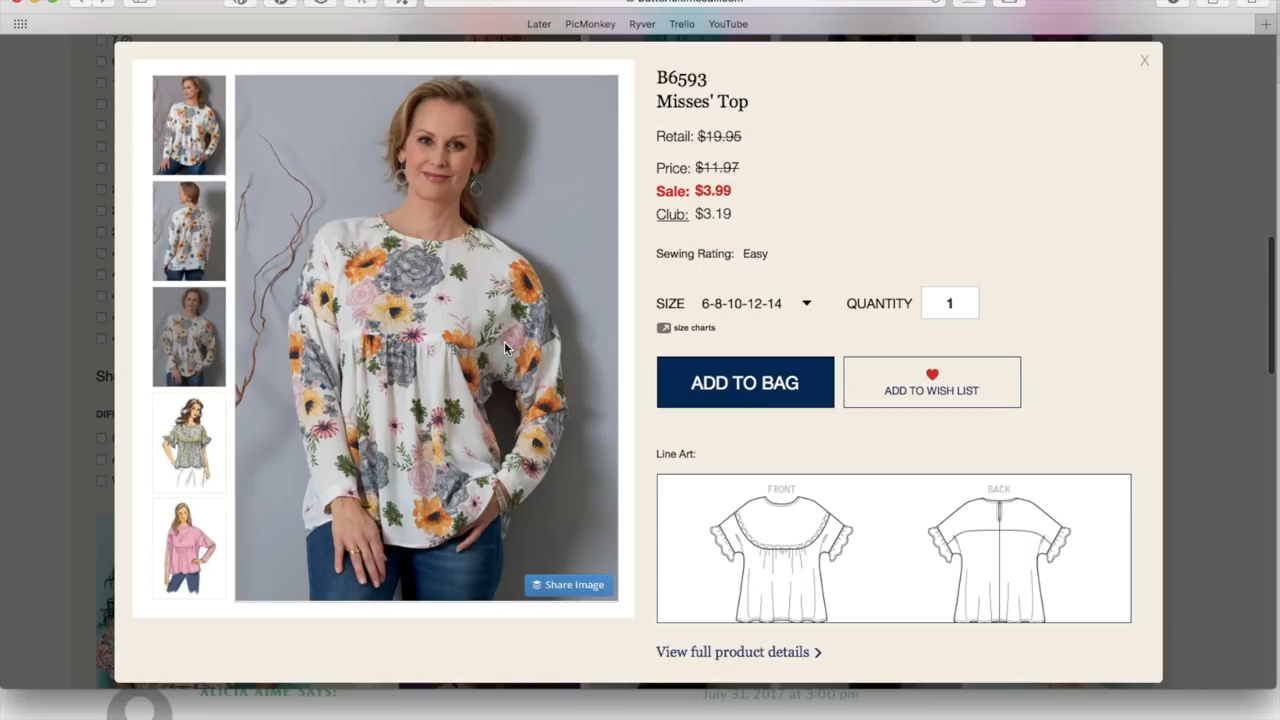 Later PicMonkey Ryver Trello YouTube
X
B6593
Misses' Top
Retail: $19.95
Price: $11.97
Sale: $3.99
Club: $3.19
Sewing Rating: Easy
SIZE 6-8-10-12-14 QUANTITY 1
size charts
ADD TO BAG
ADD TO WISH LIST
Line Art:
FRONT BACK
Share Image
View full product details >
ALICIA AIME SAYS:
July 31, 2017 at 3:00 pm